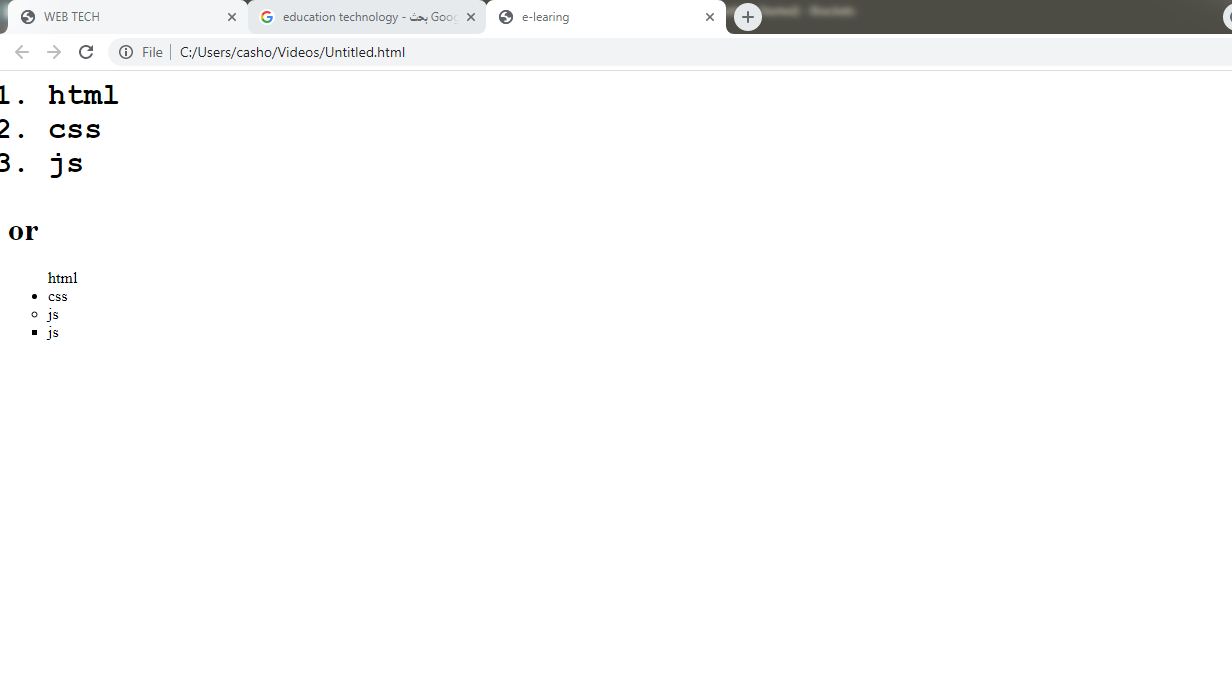 WEB TECH
education technology - بحث Goo
e-learing
File C:/Users/casho/Videos/Untitled.html
1. html
2. css
3. js
or
html
css
js
js